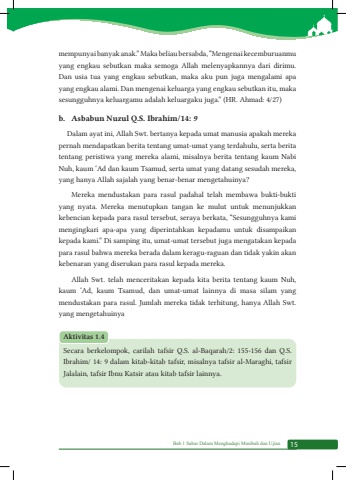 mempunyai banyak anak." Maka beliau bersabda, "Mengenai kecemburuanmu
yang engkau sebutkan maka semoga Allah melenyapkannya dari dirimu.
Dan usia tua yang engkau sebutkan, maka aku pun juga mengalami apa
yang engkau alami. Dan mengenai keluarga yang engkau sebutkan itu, maka
sesungguhnya keluargamu adalah keluargaku juga." (HR. Ahmad: 4/27)
b. Asbabun Nuzul Q.S. Ibrahim/14: 9
Dalam ayat ini, Allah Swt. bertanya kepada umat manusia apakah mereka
pernah mendapatkan berita tentang umat-umat yang terdahulu, serta berita
tentang peristiwa yang mereka alami, misalnya berita tentang kaum Nabi
Nuh, kaum 'Ad dan kaum Tsamud, serta umat yang datang sesudah mereka,
yang hanya Allah sajalah yang benar-benar mengetahuinya?
Mereka mendustakan para rasul padahal telah membawa bukti-bukti
yang nyata. Mereka menutupkan tangan ke mulut untuk menunjukkan
kebencian kepada para rasul tersebut, seraya berkata, "Sesungguhnya kami
mengingkari apa-apa yang diperintahkan kepadamu untuk disampaikan
kepada kami." Di samping itu, umat-umat tersebut juga mengatakan kepada
para rasul bahwa mereka berada dalam keragu-raguan dan tidak yakin akan
kebenaran yang diserukan para rasul kepada mereka.
Allah Swt. telah menceritakan kepada kita berita tentang kaum Nuh,
kaum 'Ad, kaum Tsamud, dan umat-umat lainnya di masa silam yang
mendustakan para rasul. Jumlah mereka tidak terhitung, hanya Allah Swt.
yang mengetahuinya
Aktivitas 1.4
Secara berkelompok, carilah tafsir Q.S. al-Baqarah/2: 155-156 dan Q.S.
Ibrahim/ 14: 9 dalam kitab-kitab tafsir, misalnya tafsir al-Maraghi, tafsir
Jalalain, tafsir Ibnu Katsir atau kitab tafsir lainnya.
Bab 1 Sabar Dalam Menghadapi Musibah dan Ujian 15